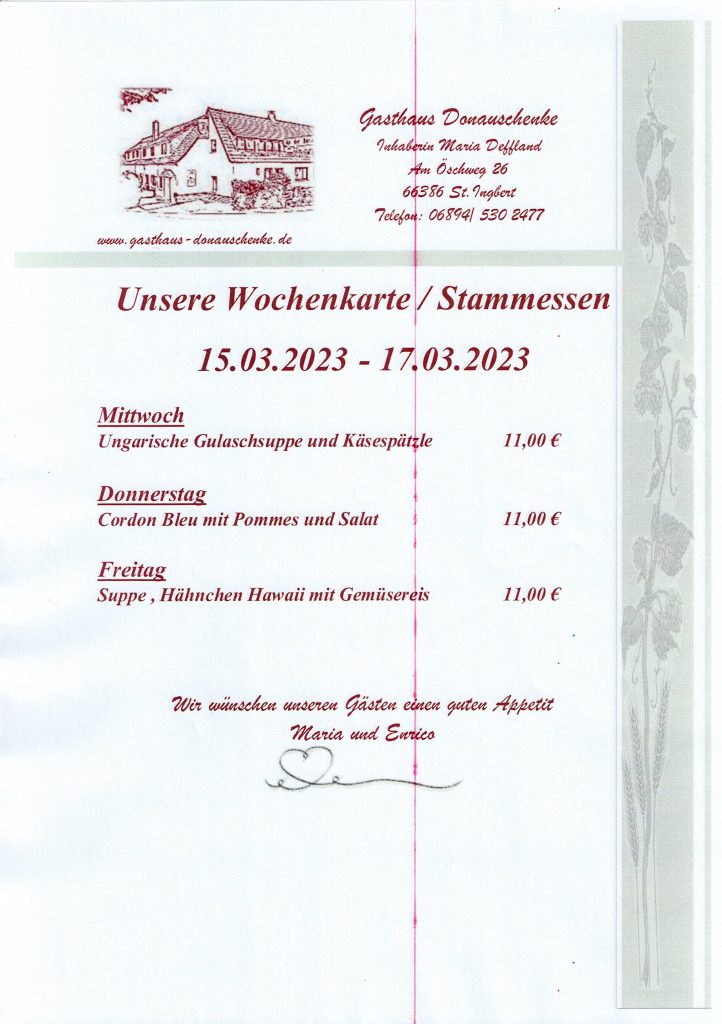 Gasthaus Donauschenke
Inhaberin Maria Deffland
Am Öschweg 26
66386 St.Ingbert
Telefon: 06894/ 530 2477
www.gasthaus-donauschenke.de
Unsere Wochenkarte / Stammessen
15.03.2023 - 17.03.2023
Mittwoch
Ungarische Gulaschsuppe und Käsespätzle 11,00 €
Donnerstag
Cordon Bleu mit Pommes und Salat 11,00 €
Freitag
Suppe , Hähnchen Hawaii mit Gemüsereis 11,00 €
Wir wünschen unseren Gästen einen guten Appetit
Maria und Enrico